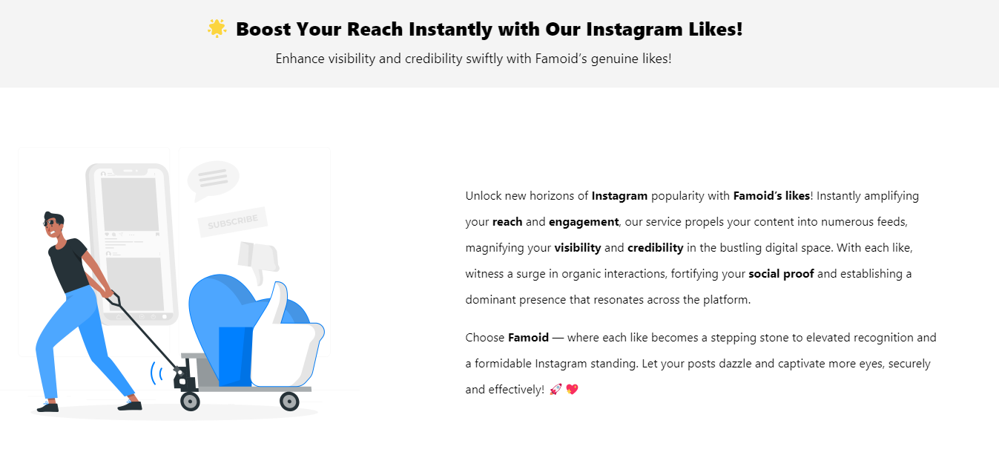 🌟 Boost Your Reach Instantly with Our Instagram Likes!
Enhance visibility and credibility swiftly with Famoid’s genuine likes!
SUBSCRIBE
Unlock new horizons of Instagram popularity with Famoid’s likes! Instantly amplifying
your reach and engagement, our service propels your content into numerous feeds,
magnifying your visibility and credibility in the bustling digital space. With each like,
witness a surge in organic interactions, fortifying your social proof and establishing a
dominant presence that resonates across the platform.
Choose Famoid — where each like becomes a stepping stone to elevated recognition and
a formidable Instagram standing. Let your posts dazzle and captivate more eyes, securely
and effectively! 🚀 💖